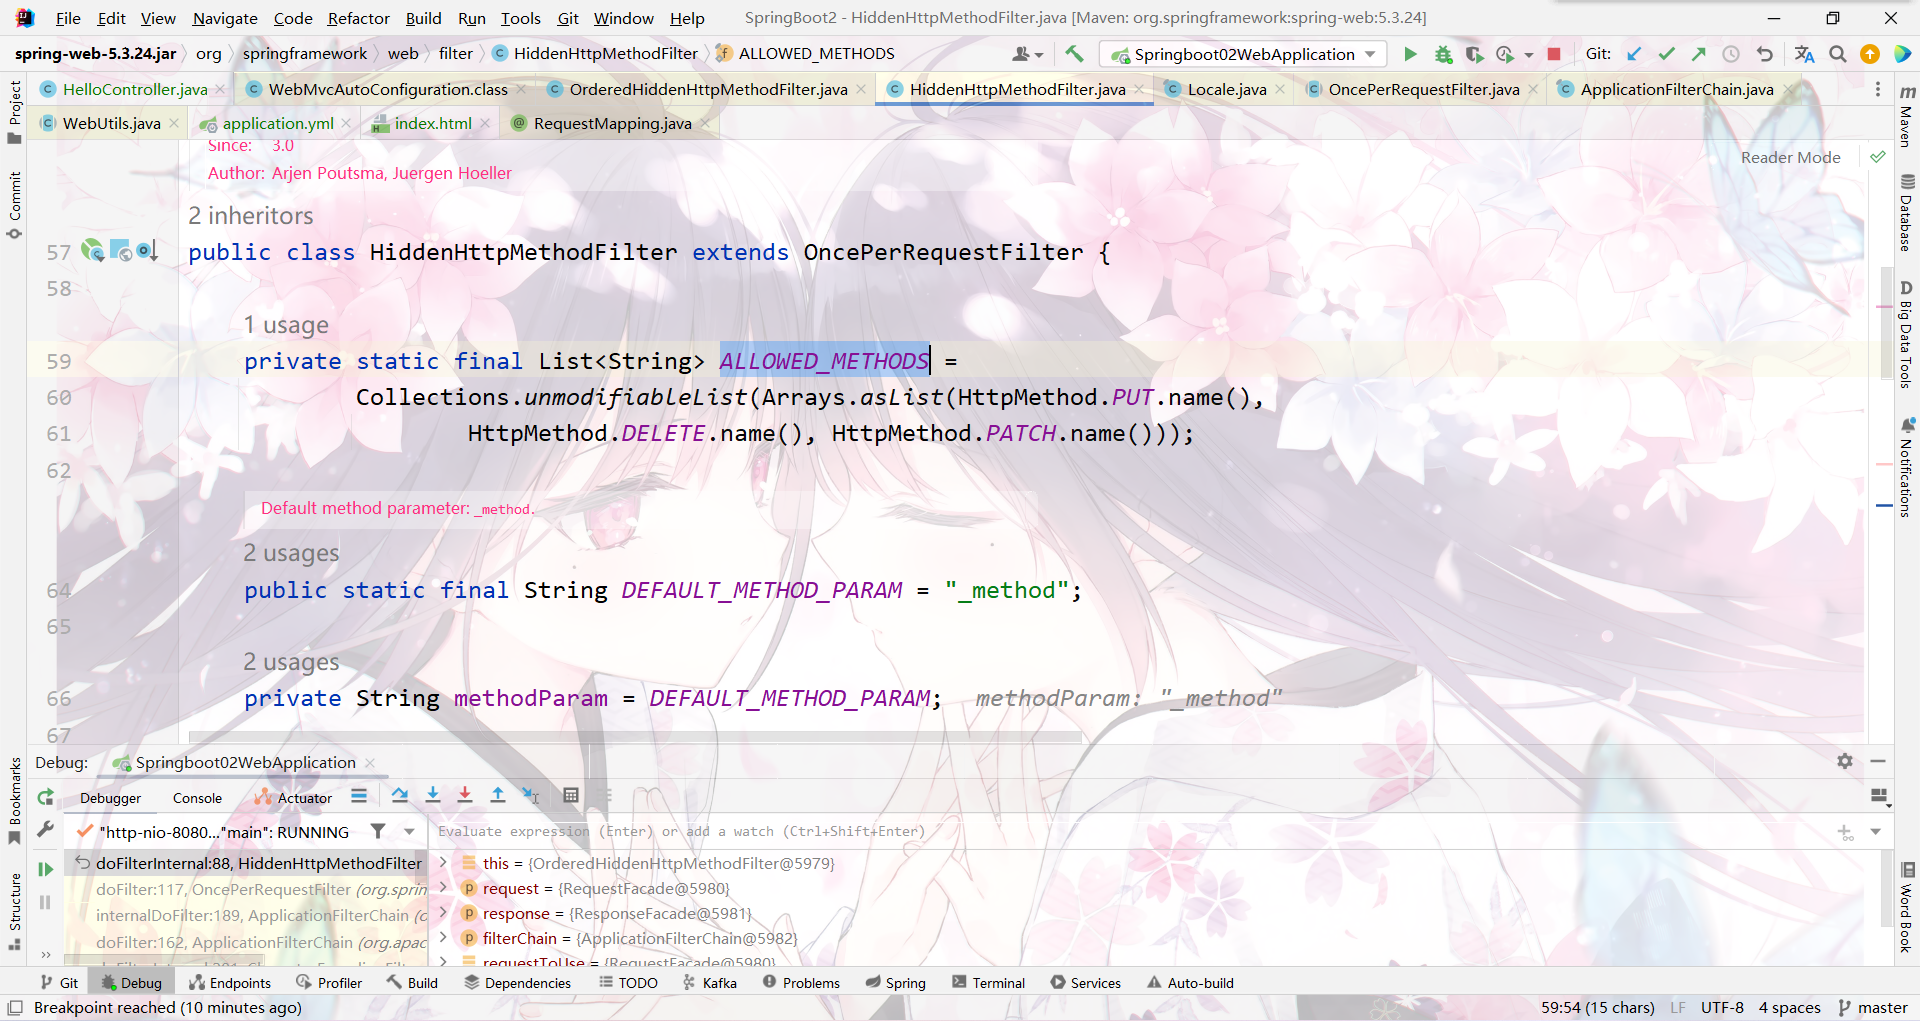 File Edit View Navigate Code Refactor Build Run Tools Git Window Help SpringBoot2 - HiddenHttpMethodFilter.java [Maven: org.springframework:spring-web:5.3.24]
spring-web-5.3.24.jar org springframework web filter HiddenHttpMethodFilter ALLOWED_METHODS Springboot02WebApplication Git:
HelloController.java WebMvcAutoConfiguration.class OrderedHiddenHttpMethodFilter.java HiddenHttpMethodFilter.java Locale.java OncePerRequestFilter.java ApplicationFilterChain.java
WebUtils.java application.yml index.html RequestMapping.java
Project
Commit
Bookmarks
Structure
Maven
Database
Big Data Tools
Notifications
Word Book
Since: 3.0
Reader Mode
Author: Arjen Poutsma, Juergen Hoeller
2 inheritors
57 public class HiddenHttpMethodFilter extends OncePerRequestFilter {
58
1 usage
59 private static final List<String> ALLOWED_METHODS =
60 Collections.unmodifiableList(Arrays.asList(HttpMethod.PUT.name(),
61 HttpMethod.DELETE.name(), HttpMethod.PATCH.name()));
62
Default method parameter: _method.
2 usages
64 public static final String DEFAULT_METHOD_PARAM = "_method";
65
2 usages
66 private String methodParam = DEFAULT_METHOD_PARAM; methodParam: "_method"
67
Debug: Springboot02WebApplication
Debugger Console Actuator
"http-nio-8080..."main": RUNNING
Evaluate expression (Enter) or add a watch (Ctrl+Shift+Enter)
doFilterInternal:88, HiddenHttpMethodFilter
doFilter:117, OncePerRequestFilter (org.sprin
internalDoFilter:189, ApplicationFilterChain (o
doFilter:162, ApplicationFilterChain (org.apac
this = {OrderedHiddenHttpMethodFilter@5979}
request = {RequestFacade@5980}
response = {ResponseFacade@5981}
filterChain = {ApplicationFilterChain@5982}
requestToUse = {RequestFacade@5980}
Git Debug Endpoints Profiler Build Dependencies TODO Kafka Problems Spring Terminal Services Auto-build
Breakpoint reached (10 minutes ago) 59:54 (15 chars) LF UTF-8 4 spaces master